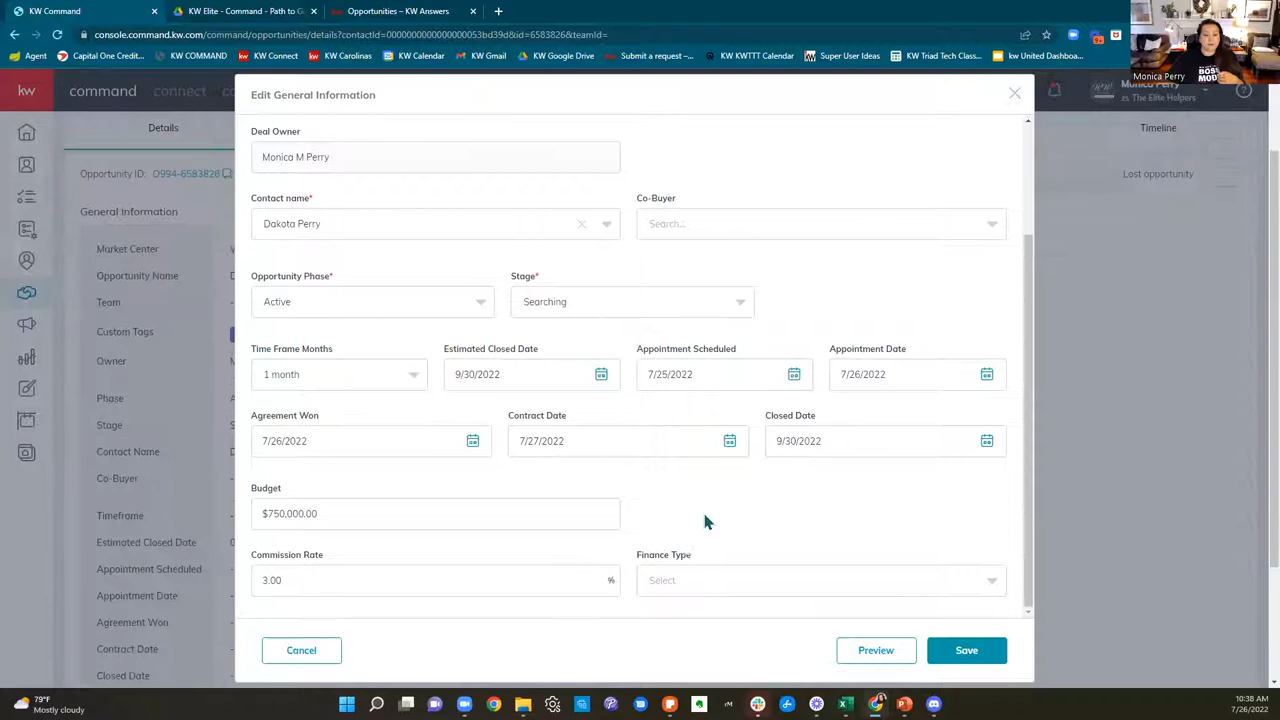 KW Command
KW Elite - Command - Path to G
Opportunities – KW Answers
console.command.kw.com/command/opportunities/details?contactId=00000000000000053bd39d&id=6583826&teamId=
Agent
Capital One Credit...
KW COMMAND
KW Connect
KW Carolinas
KW Calendar
KW Gmail
KW Google Drive
Submit a request –...
KW KWTTT Calendar
Super User Ideas
KW Triad Tech Class...
kw United Dashboa...
BOSS
MODE
Monica Perry
kw
command
connect
Monica Perry
es. The Elite Helpers
Edit General Information
Details
Timeline
Opportunity ID: O994-6583826
Lost opportunity
General Information
Market Center
Opportunity Name
Team
Custom Tags
Owner
Phase
Stage
Contact Name
Co-Buyer
Timeframe
Estimated Closed Date
Appointment Scheduled
Appointment Date
Agreement Won
Contract Date
Closed Date
Deal Owner
Monica M Perry
Contact name*
Co-Buyer
Dakota Perry
Search...
Opportunity Phase*
Stage*
Active
Searching
Time Frame Months
Estimated Closed Date
Appointment Scheduled
Appointment Date
1 month
9/30/2022
7/25/2022
7/26/2022
Agreement Won
Contract Date
Closed Date
7/26/2022
7/27/2022
9/30/2022
Budget
$750,000.00
Commission Rate
Finance Type
3.00 %
Select
Cancel
Preview
Save
79°F
Mostly cloudy
10:38 AM
7/26/2022